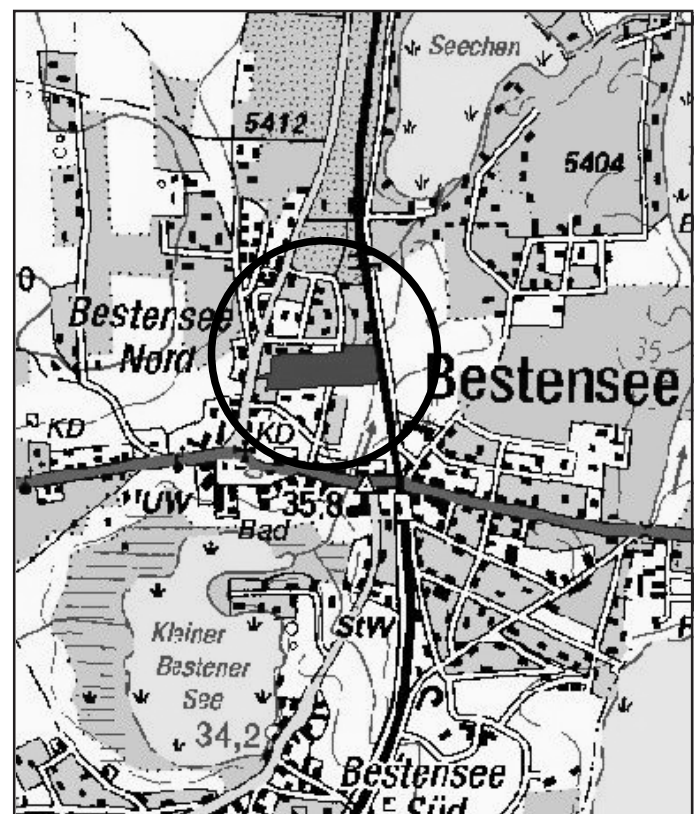 Seechen
5412
5404
Bestensee
Nord
35
Bestensee
KD
KD
UW
35,8
Bad
StW
Kleiner
Bestener
See
34,2
Bestensee
Süd